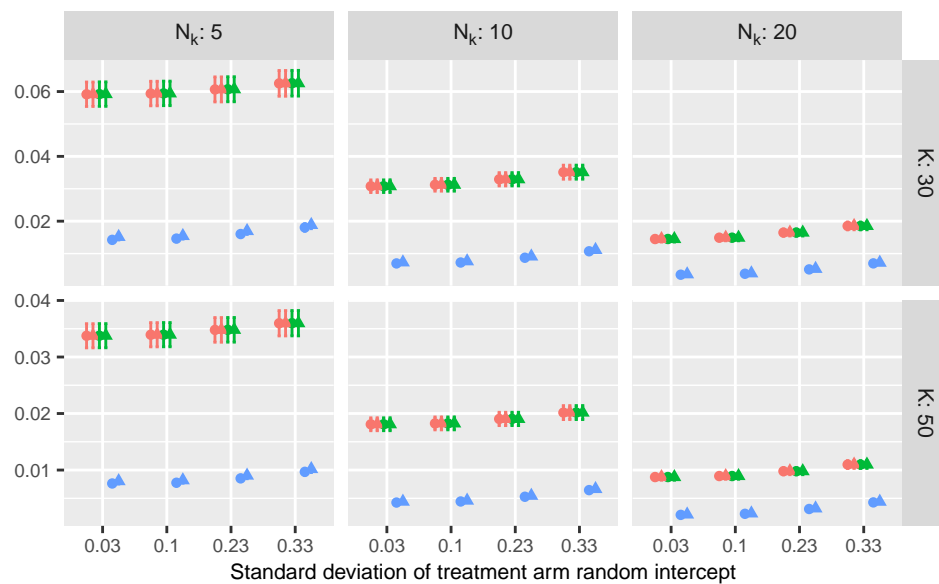 N_k: 5
N_k: 10
N_k: 20
0.06
0.04
0.02
K: 30
0.04
0.03
0.02
0.01
K: 50
0.03 0.1 0.23 0.33
0.03 0.1 0.23 0.33
0.03 0.1 0.23 0.33
Standard deviation of treatment arm random intercept